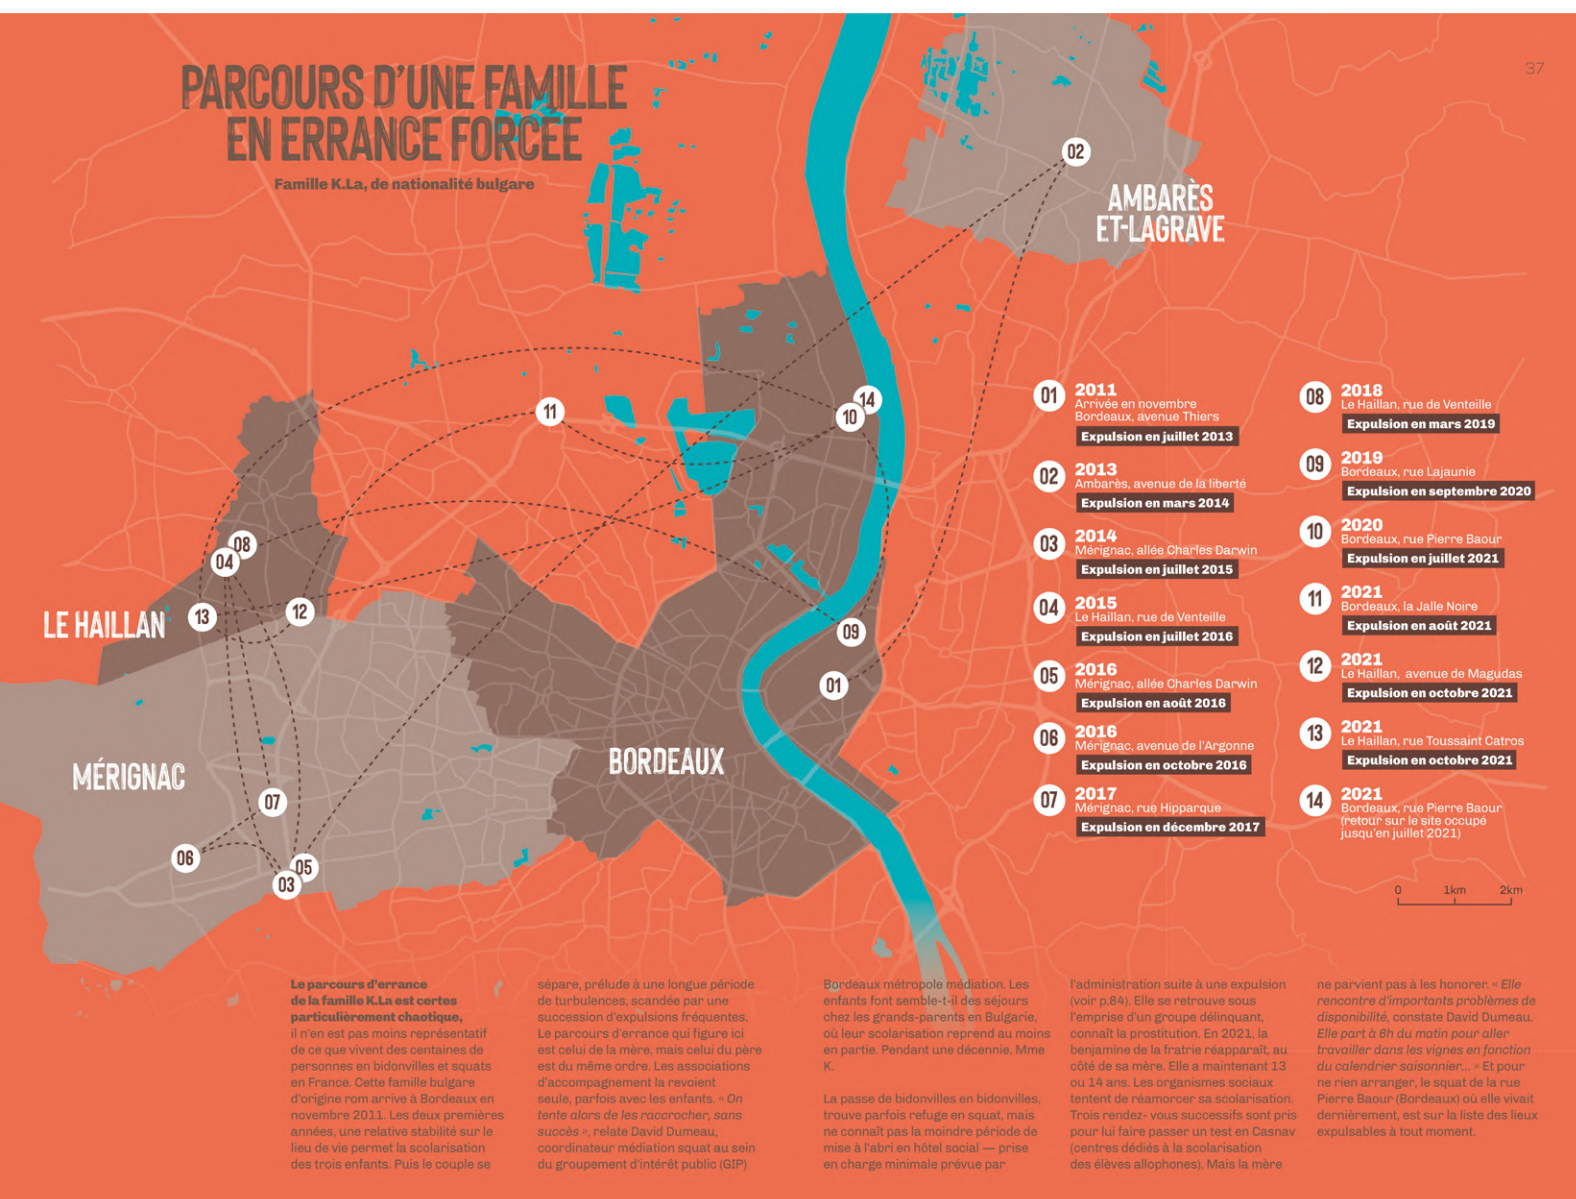 37
PARCOURS D'UNE FAMILLE
EN ERRANCE FORCÉE
Famille K.La, de nationalité bulgare
02
AMBARÈS
ET-LAGRAVE
14
10
11
08
04
13
12
LE HAILLAN
09
01
MÉRIGNAC
BORDEAUX
07
06
05
03
01
2011
Arrivée en novembre
Bordeaux, avenue Thiers
Expulsion en juillet 2013
02
2013
Ambarès, avenue de la liberté
Expulsion en mars 2014
03
2014
Mérignac, allée Charles Darwin
Expulsion en juillet 2015
04
2015
Le Haillan, rue de Venteille
Expulsion en juillet 2016
05
2016
Mérignac, allée Charles Darwin
Expulsion en août 2016
06
2016
Mérignac, avenue de l'Argonne
Expulsion en octobre 2016
07
2017
Mérignac, rue Hipparque
Expulsion en décembre 2017
08
2018
Le Haillan, rue de Venteille
Expulsion en mars 2019
09
2019
Bordeaux, rue Lajaunie
Expulsion en septembre 2020
10
2020
Bordeaux, rue Pierre Baour
Expulsion en juillet 2021
11
2021
Bordeaux, la Jalle Noire
Expulsion en août 2021
12
2021
Le Haillan, avenue de Magudas
Expulsion en octobre 2021
13
2021
Le Haillan, rue Toussaint Catros
Expulsion en octobre 2021
14
2021
Bordeaux, rue Pierre Baour
(retour sur le site occupé
jusqu'en juillet 2021)
0 1km 2km
Le parcours d'errance
de la famille K.La est certes
particulièrement chaotique,
il n'en est pas moins représentatif
de ce que vivent des centaines de
personnes en bidonvilles et squats
en France. Cette famille bulgare
d'origine rom arrive à Bordeaux en
novembre 2011. Les deux premières
années, une relative stabilité sur le
lieu de vie permet la scolarisation
des trois enfants. Puis le couple se
sépare, prélude à une longue période
de turbulences, scandée par une
succession d'expulsions fréquentes.
Le parcours d'errance qui figure ici
est celui de la mère, mais celui du père
est du même ordre. Les associations
d'accompagnement la revoient
seule, parfois avec les enfants. « On
tente alors de les raccrocher, sans
succès », relate David Dumeau,
coordinateur médiation squat au sein
du groupement d'intérêt public (GIP)
Bordeaux métropole médiation. Les
enfants font semble-t-il des séjours
chez les grands-parents en Bulgarie,
où leur scolarisation reprend au moins
en partie. Pendant une décennie, Mme
K.
La passe de bidonvilles en bidonvilles,
trouve parfois refuge en squat, mais
ne connaît pas la moindre période de
mise à l'abri en hôtel social — prise
en charge minimale prévue par
l'administration suite à une expulsion
(voir p.84). Elle se retrouve sous
l'emprise d'un groupe délinquant,
connaît la prostitution. En 2021, la
benjamine de la fratrie réapparaît, au
côté de sa mère. Elle a maintenant 13
ou 14 ans. Les organismes sociaux
tentent de réamorcer sa scolarisation.
Trois rendez- vous successifs sont pris
pour lui faire passer un test en Casnav
(centres dédiés à la scolarisation
des élèves allophones). Mais la mère
ne parvient pas à les honorer. « Elle
rencontre d'importants problèmes de
disponibilité, constate David Dumeau.
Elle part à 6h du matin pour aller
travailler dans les vignes en fonction
du calendrier saisonnier... » Et pour
ne rien arranger, le squat de la rue
Pierre Baour (Bordeaux) où elle vivait
dernièrement, est sur la liste des lieux
expulsables à tout moment.